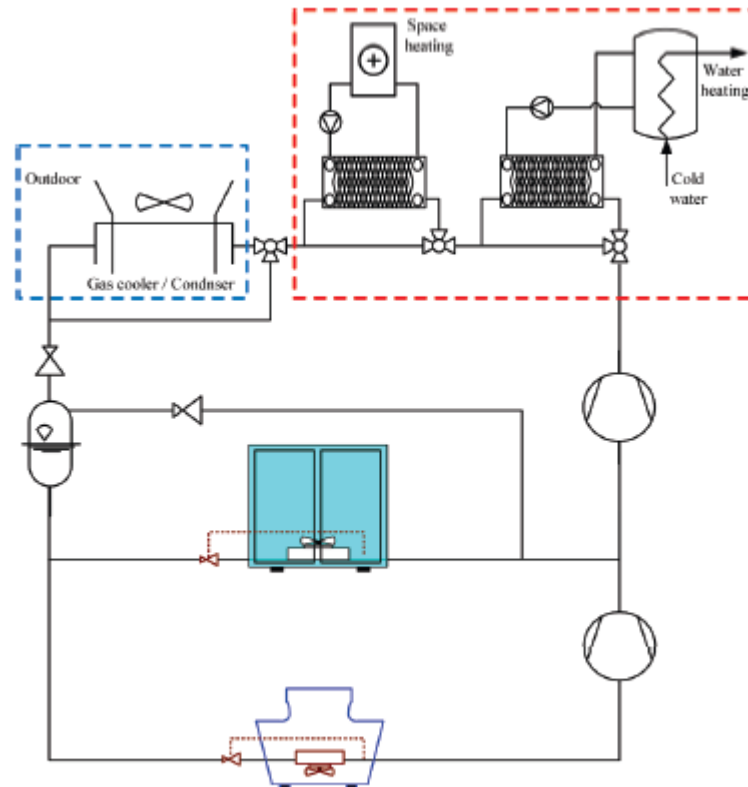 Space
heating
Water
heating
Outdoor
Cold
water
Gas cooler / Condnser